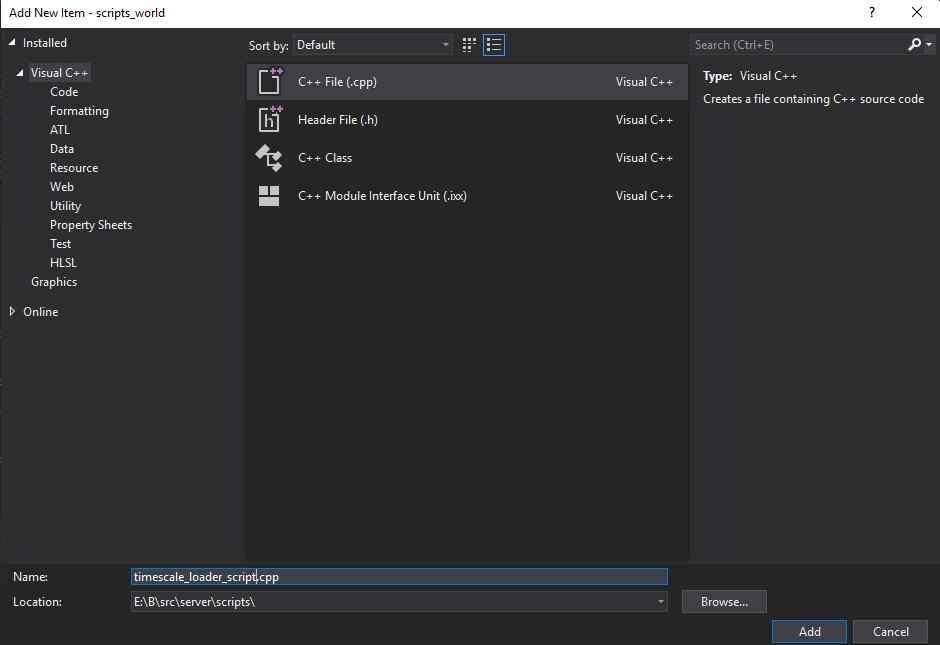 Add New Item - scripts_world ?
Installed
Sort by: Default
Search (Ctrl+E)
Visual C++
Code
Formatting
ATL
Data
Resource
Web
Utility
Property Sheets
Test
HLSL
Graphics
Online
C++ File (.cpp) Visual C++
Header File (.h) Visual C++
C++ Class Visual C++
C++ Module Interface Unit (.ixx) Visual C++
Type: Visual C++
Creates a file containing C++ source code
Name: timescale_loader_script.cpp
Location: E:\B\src\server\scripts\
Browse...
Add Cancel